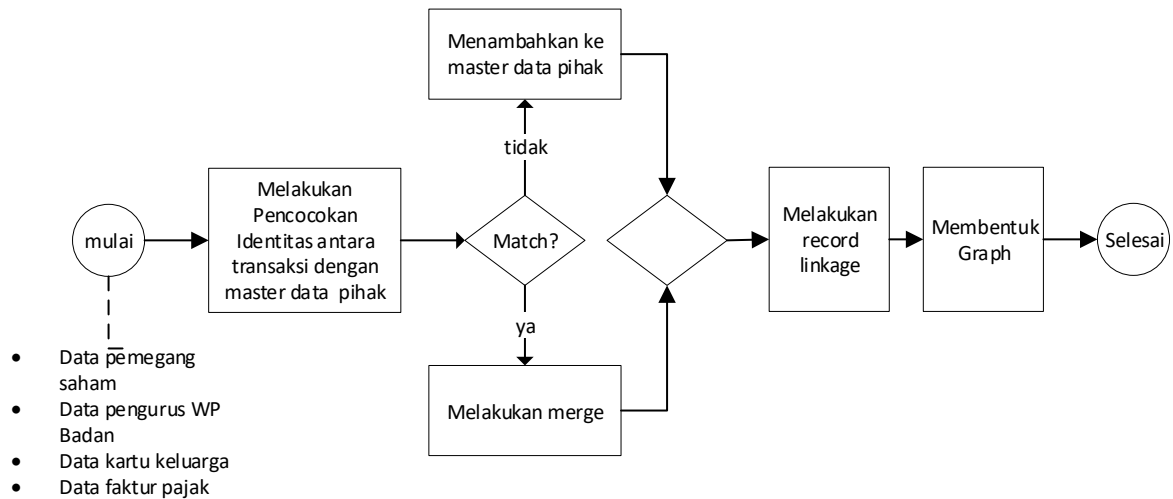 Menambahkan ke
master data pihak
tidak
mulai
Melakukan
Pencocokan
Identitas antara
transaksi dengan
master data pihak
Match?
Melakukan
record
linkage
Membentuk
Graph
Selesai
ya
Melakukan merge
• Data pemegang
saham
• Data pengurus WP
Badan
• Data kartu keluarga
• Data faktur pajak